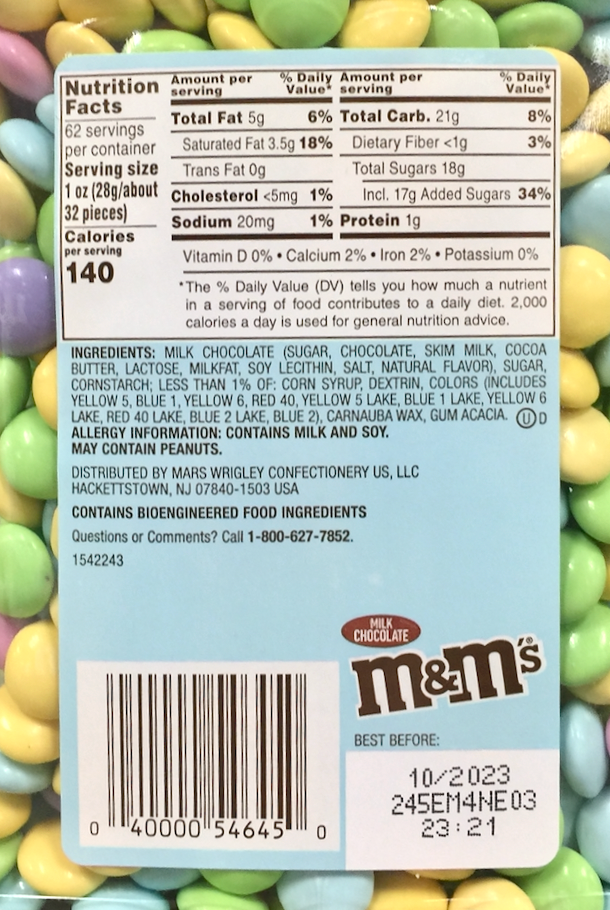 Nutrition
Facts
62 servings
per container
Serving size
1 oz (28g/about
32 pieces)
Calories
per serving
140
Amount per serving % Daily Value*
Total Fat 5g 6%
Saturated Fat 3.5g 18%
Trans Fat 0g
Cholesterol <5mg 1%
Sodium 20mg 1%
Amount per serving % Daily Value*
Total Carb. 21g 8%
Dietary Fiber <1g 3%
Total Sugars 18g
Incl. 17g Added Sugars 34%
Protein 1g
Vitamin D 0% • Calcium 2% • Iron 2% • Potassium 0%
*The % Daily Value (DV) tells you how much a nutrient
in a serving of food contributes to a daily diet. 2,000
calories a day is used for general nutrition advice.
INGREDIENTS: MILK CHOCOLATE (SUGAR, CHOCOLATE, SKIM MILK, COCOA
BUTTER, LACTOSE, MILKFAT, SOY LECITHIN, SALT, NATURAL FLAVOR), SUGAR,
CORNSTARCH; LESS THAN 1% OF: CORN SYRUP, DEXTRIN, COLORS (INCLUDES
YELLOW 5, BLUE 1, YELLOW 6, RED 40, YELLOW 5 LAKE, BLUE 1 LAKE, YELLOW 6
LAKE, RED 40 LAKE, BLUE 2 LAKE, BLUE 2), CARNAUBA WAX, GUM ACACIA. Ⓤ D
ALLERGY INFORMATION: CONTAINS MILK AND SOY.
MAY CONTAIN PEANUTS.
DISTRIBUTED BY MARS WRIGLEY CONFECTIONERY US, LLC
HACKETTSTOWN, NJ 07840-1503 USA
CONTAINS BIOENGINEERED FOOD INGREDIENTS
Questions or Comments? Call 1-800-627-7852.
1542243
MILK
CHOCOLATE
m&m's®
BEST BEFORE:
10/2023
245EM4NE03
23:21
0 40000 54645 0